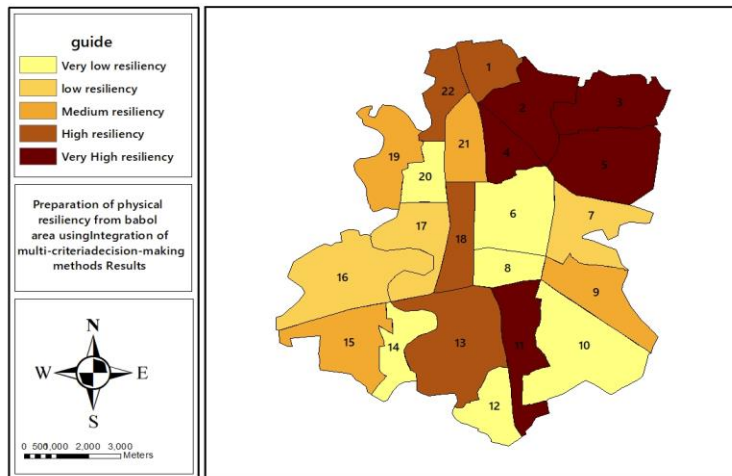 guide
Very low resiliency
low resiliency
Medium resiliency
High resiliency
Very High resiliency
Preparation of physical
resiliency from babol
area usingIntegration of
multi-criteriadecision-making
methods Results
N
W E
S
0 500 1,000 2,000 3,000
Meters
1
22
2
3
21
4
5
19
20
6
7
17
18
8
16
9
15
14
13
11
10
12